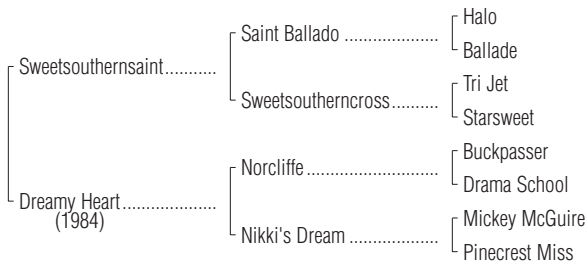 Halo
Saint Ballado ....................
Ballade
Sweetsouthernsaint...........
Tri Jet
Sweetsoutherncross..........
Starsweet
Buckpasser
Norcliffe ............................
Drama School
Dreamy Heart ....................
(1984)
Mickey McGuire
Nikki's Dream ....................
Pinecrest Miss